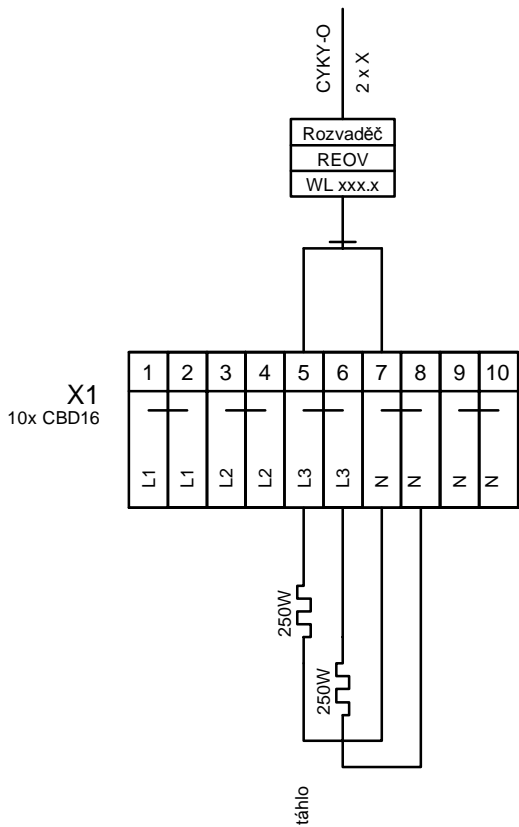 CYKY-O
2 x X
Rozvaděč
REOV
WL xxx.x
X1
10x CBD16
1 2 3 4 5 6 7 8 9 10
L1 L1 L2 L2 L3 L3 N N N N
250W
250W
táhlo